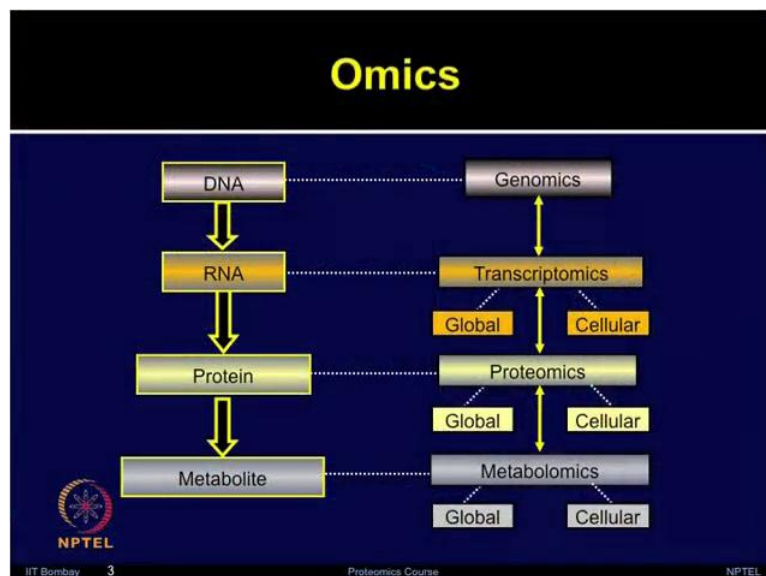 Omics
DNA
Genomics
RNA
Transcriptomics
Global
Cellular
Protein
Proteomics
Global
Cellular
Metabolite
Metabolomics
Global
Cellular
NPTEL
IIT Bombay
3
Proteomics Course
NPTEL